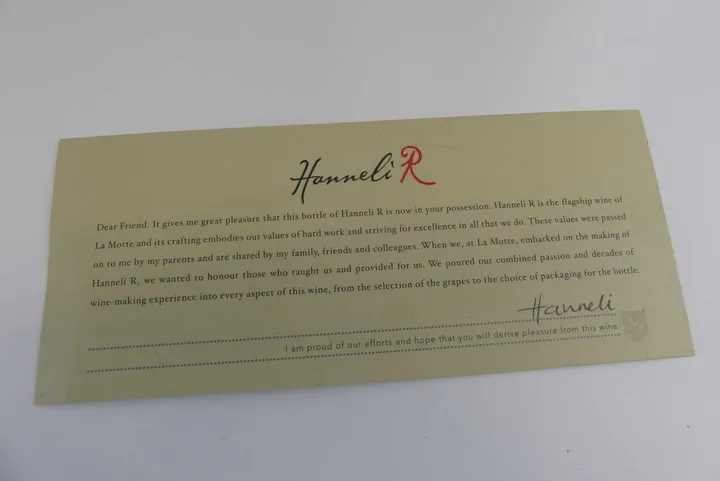 Hanneli R
Dear Friend. It gives me great pleasure that this bottle of Hanneli R is now in your possession. Hanneli R is the flagship wine of
La Motte and its crafting embodies our values of hard work and striving for excellence in all that we do. These values were passed
on to me by my parents and are shared by my family, friends and colleagues. When we, at La Motte, embarked on the making of
Hanneli R, we wanted to honour those who taught us and provided for us. We poured our combined passion and decades of
wine-making experience into every aspect of this wine, from the selection of the grapes to the choice of packaging for the bottle.
Hanneli
I am proud of our efforts and hope that you will derive pleasure from this wine.